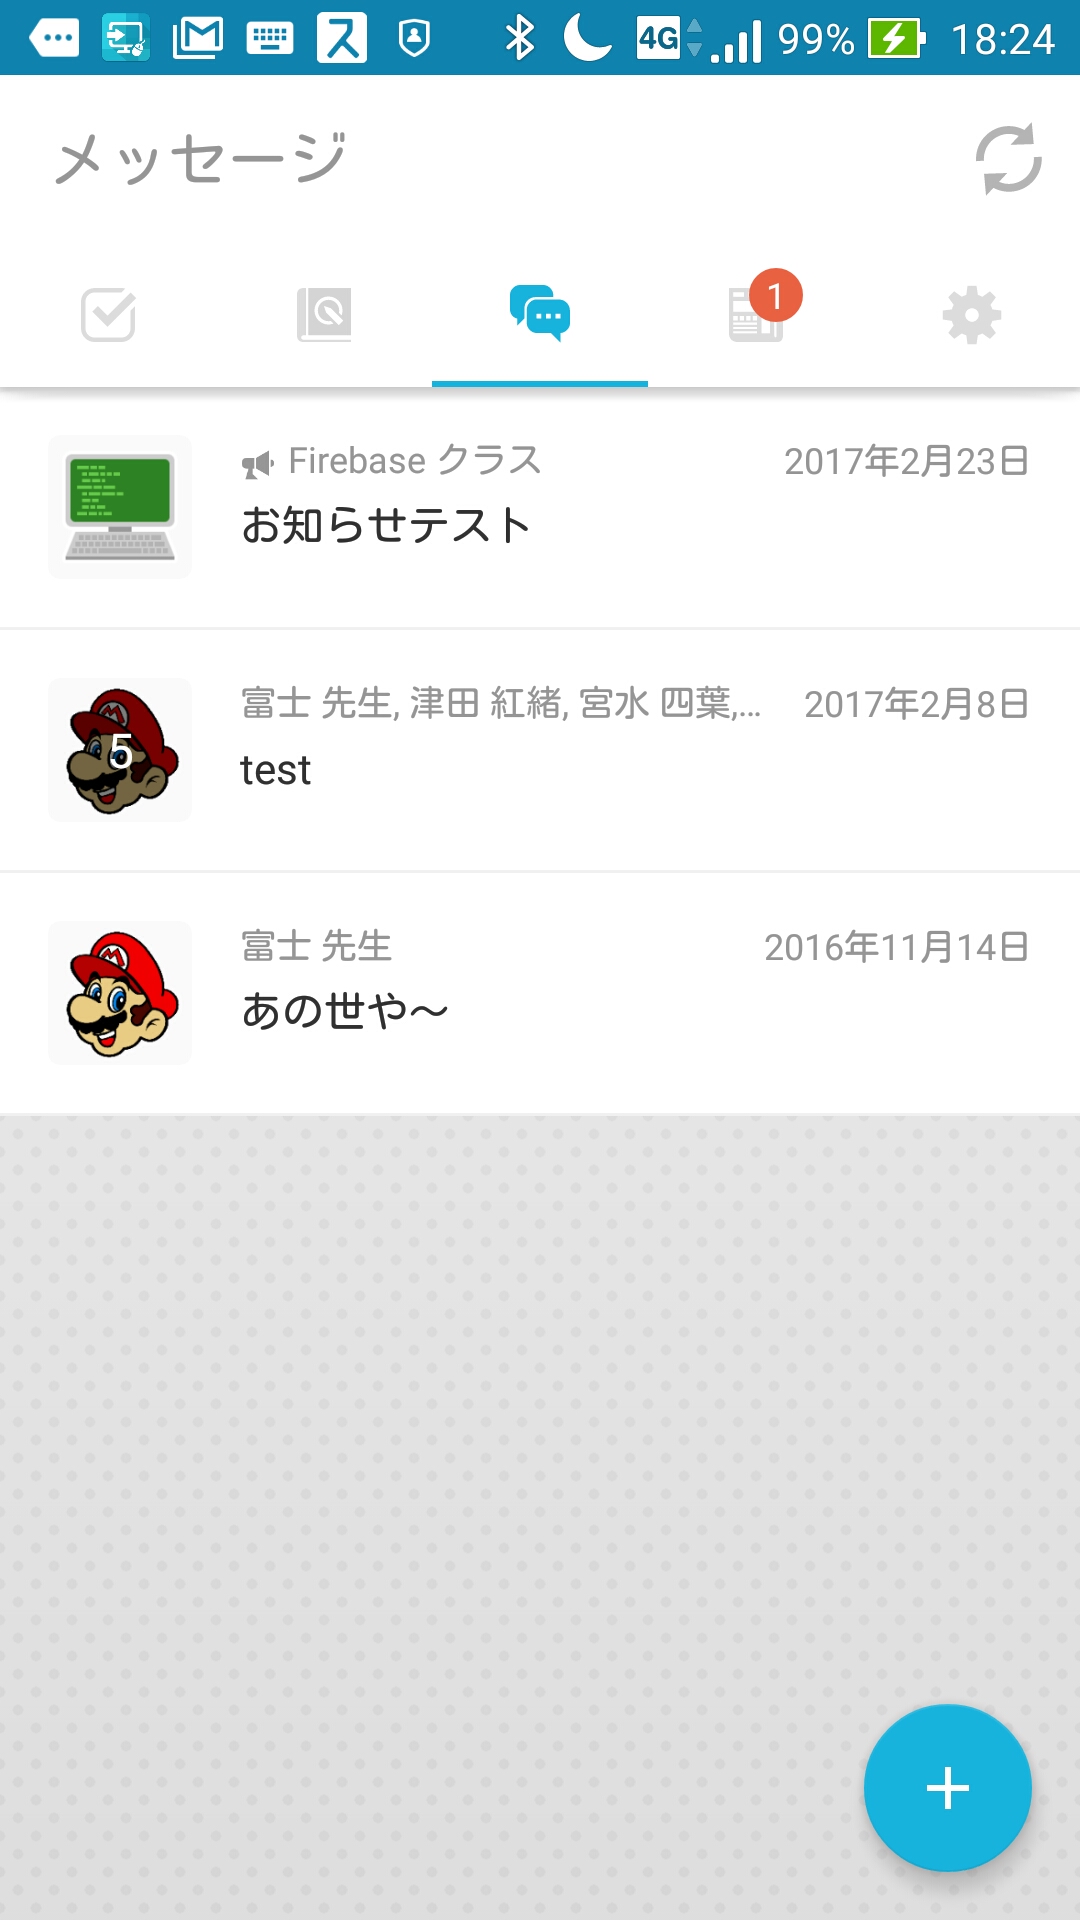 4G 99% 18:24
メッセージ
1
Firebase クラス 2017年2月23日
お知らせテスト
富士 先生, 津田 紅緒, 宮水 四葉,... 2017年2月8日
5
test
富士 先生 2016年11月14日
あの世や〜